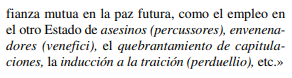 fianza mutua en la paz futura, como el empleo en
el otro Estado de asesinos (percussores), envenena-
dores (venefici), el quebrantamiento de capitula-
ciones, la inducción a la traición (perduellio), etc.»